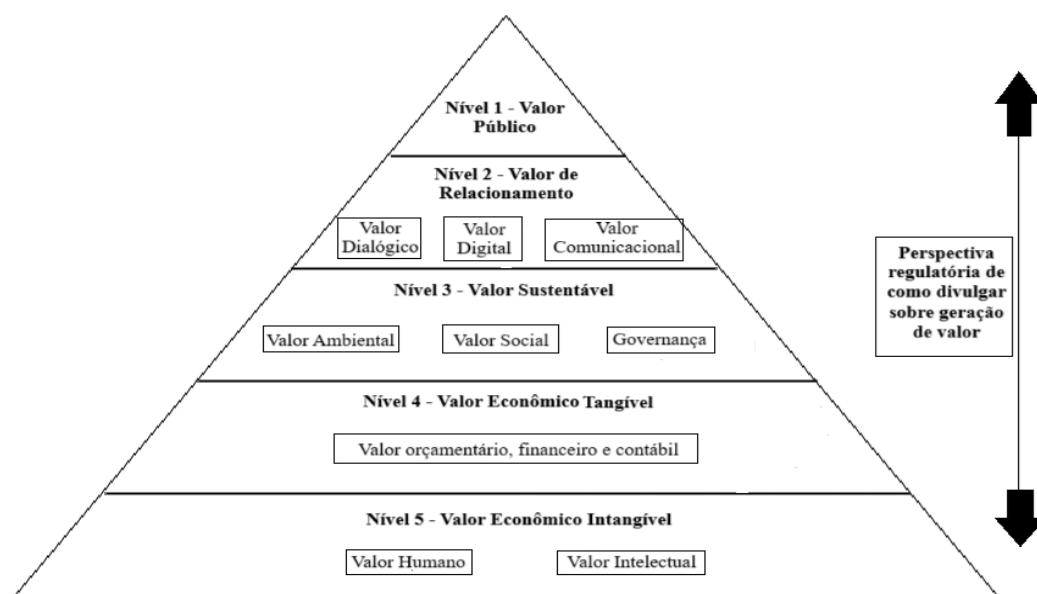 Nível 1 - Valor
Público
Nível 2 - Valor de
Relacionamento
Valor
Dialógico
Valor
Digital
Valor
Comunicacional
Nível 3 - Valor Sustentável
Valor Ambiental
Valor Social
Governança
Nível 4 - Valor Econômico Tangível
Valor orçamentário, financeiro e contábil
Nível 5 - Valor Econômico Intangível
Valor Humano
Valor Intelectual
Perspectiva
regulatória de
como divulgar
sobre geração
de valor